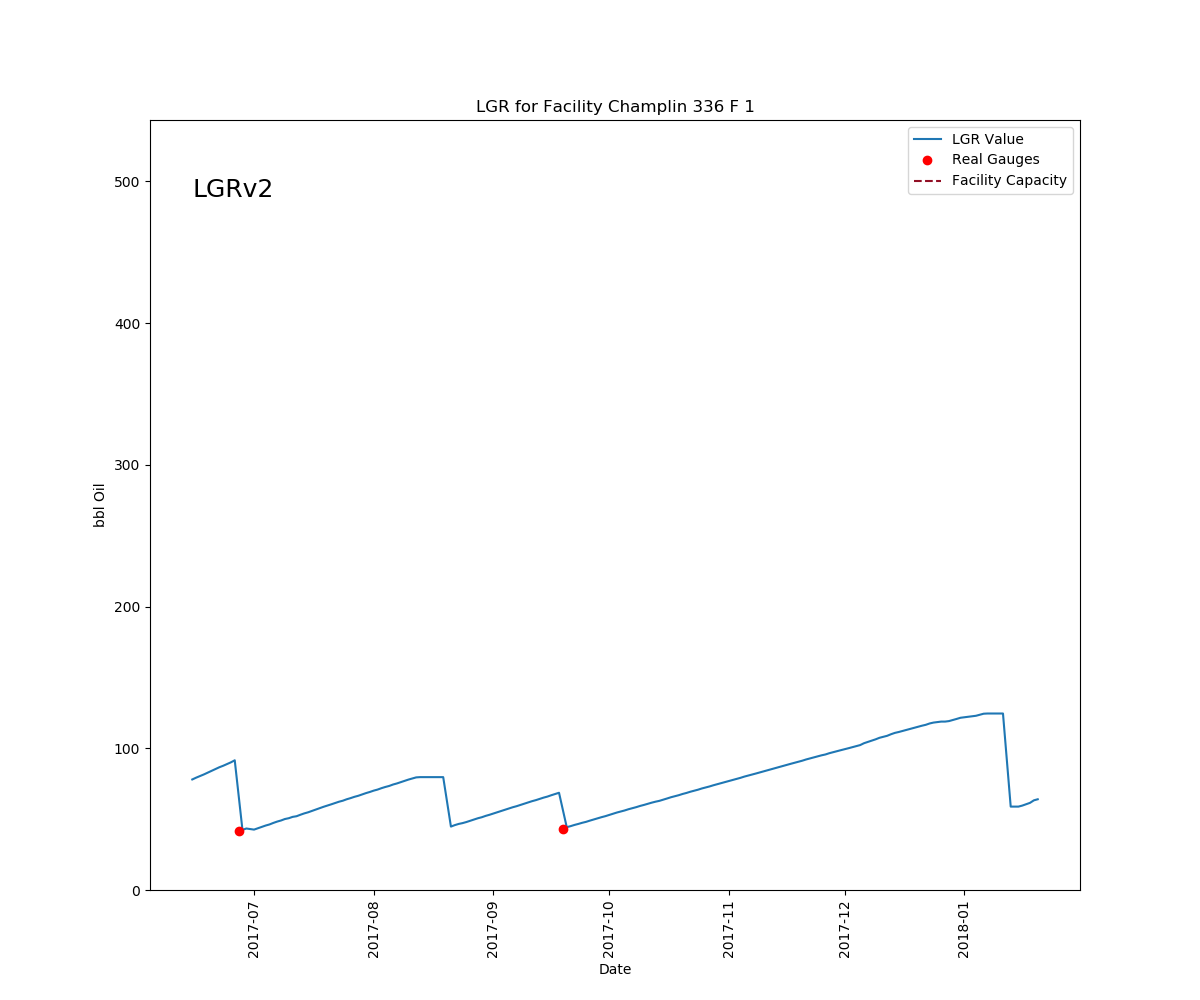 LGR for Facility Champlin 336 F 1
LGRv2
LGR Value
Real Gauges
Facility Capacity
500
400
300
200
100
0
bbl Oil
2017-07
2017-08
2017-09
2017-10
2017-11
2017-12
2018-01
Date